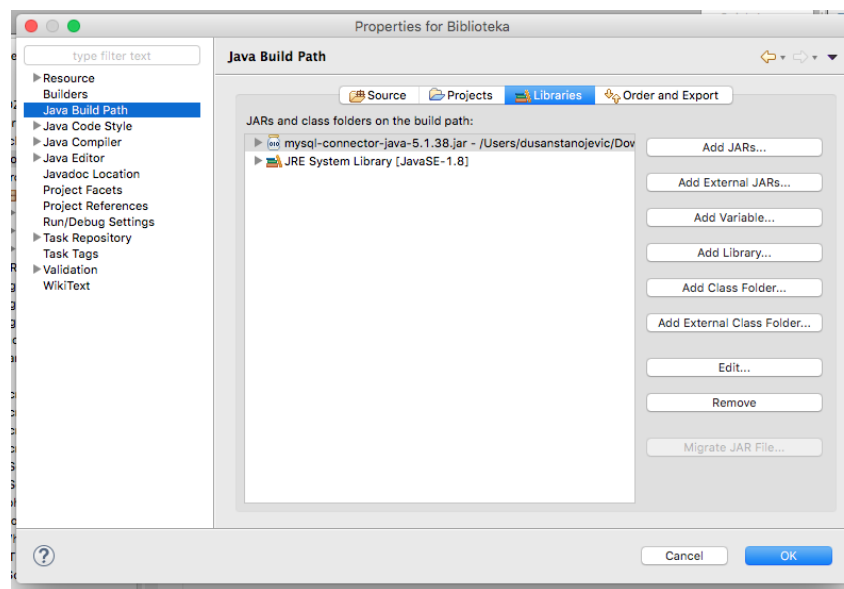 Properties for Biblioteka
type filter text
Resource
Builders
Java Build Path
Java Code Style
Java Compiler
Java Editor
Javadoc Location
Project Facets
Project References
Run/Debug Settings
Task Repository
Task Tags
Validation
WikiText
Java Build Path
Source Projects Libraries Order and Export
JARs and class folders on the build path:
mysql-connector-java-5.1.38.jar - /Users/dusanstanojevic/Dov
JRE System Library [JavaSE-1.8]
Add JARs...
Add External JARs...
Add Variable...
Add Library...
Add Class Folder...
Add External Class Folder...
Edit...
Remove
Migrate JAR File...
?
Cancel OK